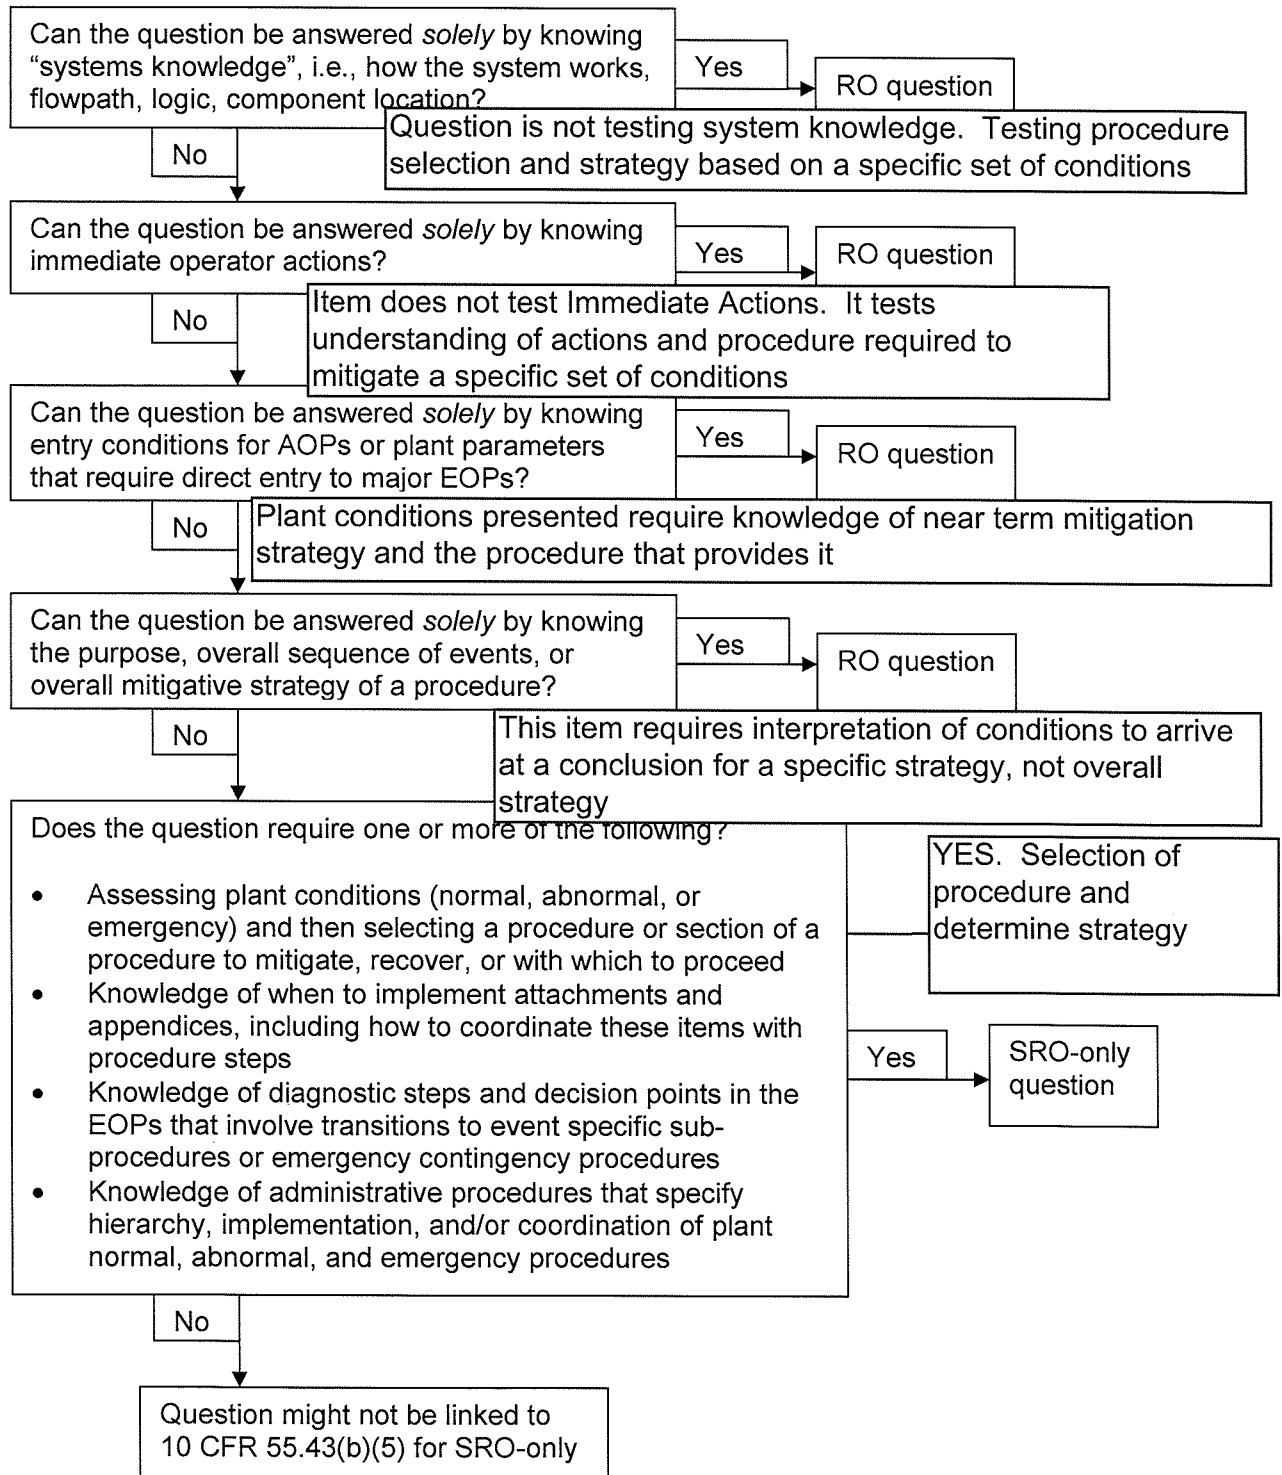 Can the question be answered solely by knowing
“systems knowledge”, i.e., how the system works,
flowpath, logic, component location?
Yes
RO question
Question is not testing system knowledge. Testing procedure
selection and strategy based on a specific set of conditions
No
Can the question be answered solely by knowing
immediate operator actions?
Yes
RO question
Item does not test Immediate Actions. It tests
understanding of actions and procedure required to
mitigate a specific set of conditions
No
Can the question be answered solely by knowing
entry conditions for AOPs or plant parameters
that require direct entry to major EOPs?
Yes
RO question
No
Plant conditions presented require knowledge of near term mitigation
strategy and the procedure that provides it
Can the question be answered solely by knowing
the purpose, overall sequence of events, or
overall mitigative strategy of a procedure?
Yes
RO question
No
This item requires interpretation of conditions to arrive
at a conclusion for a specific strategy, not overall
strategy
Does the question require one or more of the following?
YES. Selection of
procedure and
determine strategy
• Assessing plant conditions (normal, abnormal, or
emergency) and then selecting a procedure or section of a
procedure to mitigate, recover, or with which to proceed
• Knowledge of when to implement attachments and
appendices, including how to coordinate these items with
procedure steps
• Knowledge of diagnostic steps and decision points in the
EOPs that involve transitions to event specific sub-
procedures or emergency contingency procedures
• Knowledge of administrative procedures that specify
hierarchy, implementation, and/or coordination of plant
normal, abnormal, and emergency procedures
Yes
SRO-only
question
No
Question might not be linked to
10 CFR 55.43(b)(5) for SRO-only